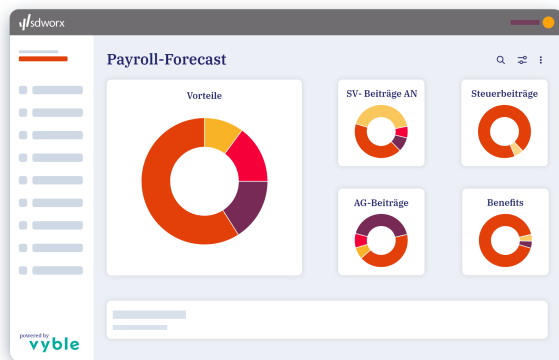 sdworx
Payroll-Forecast
Vorteile
SV- Beiträge AN
Steuerbeiträge
AG-Beiträge
Benefits
powered by
vyble